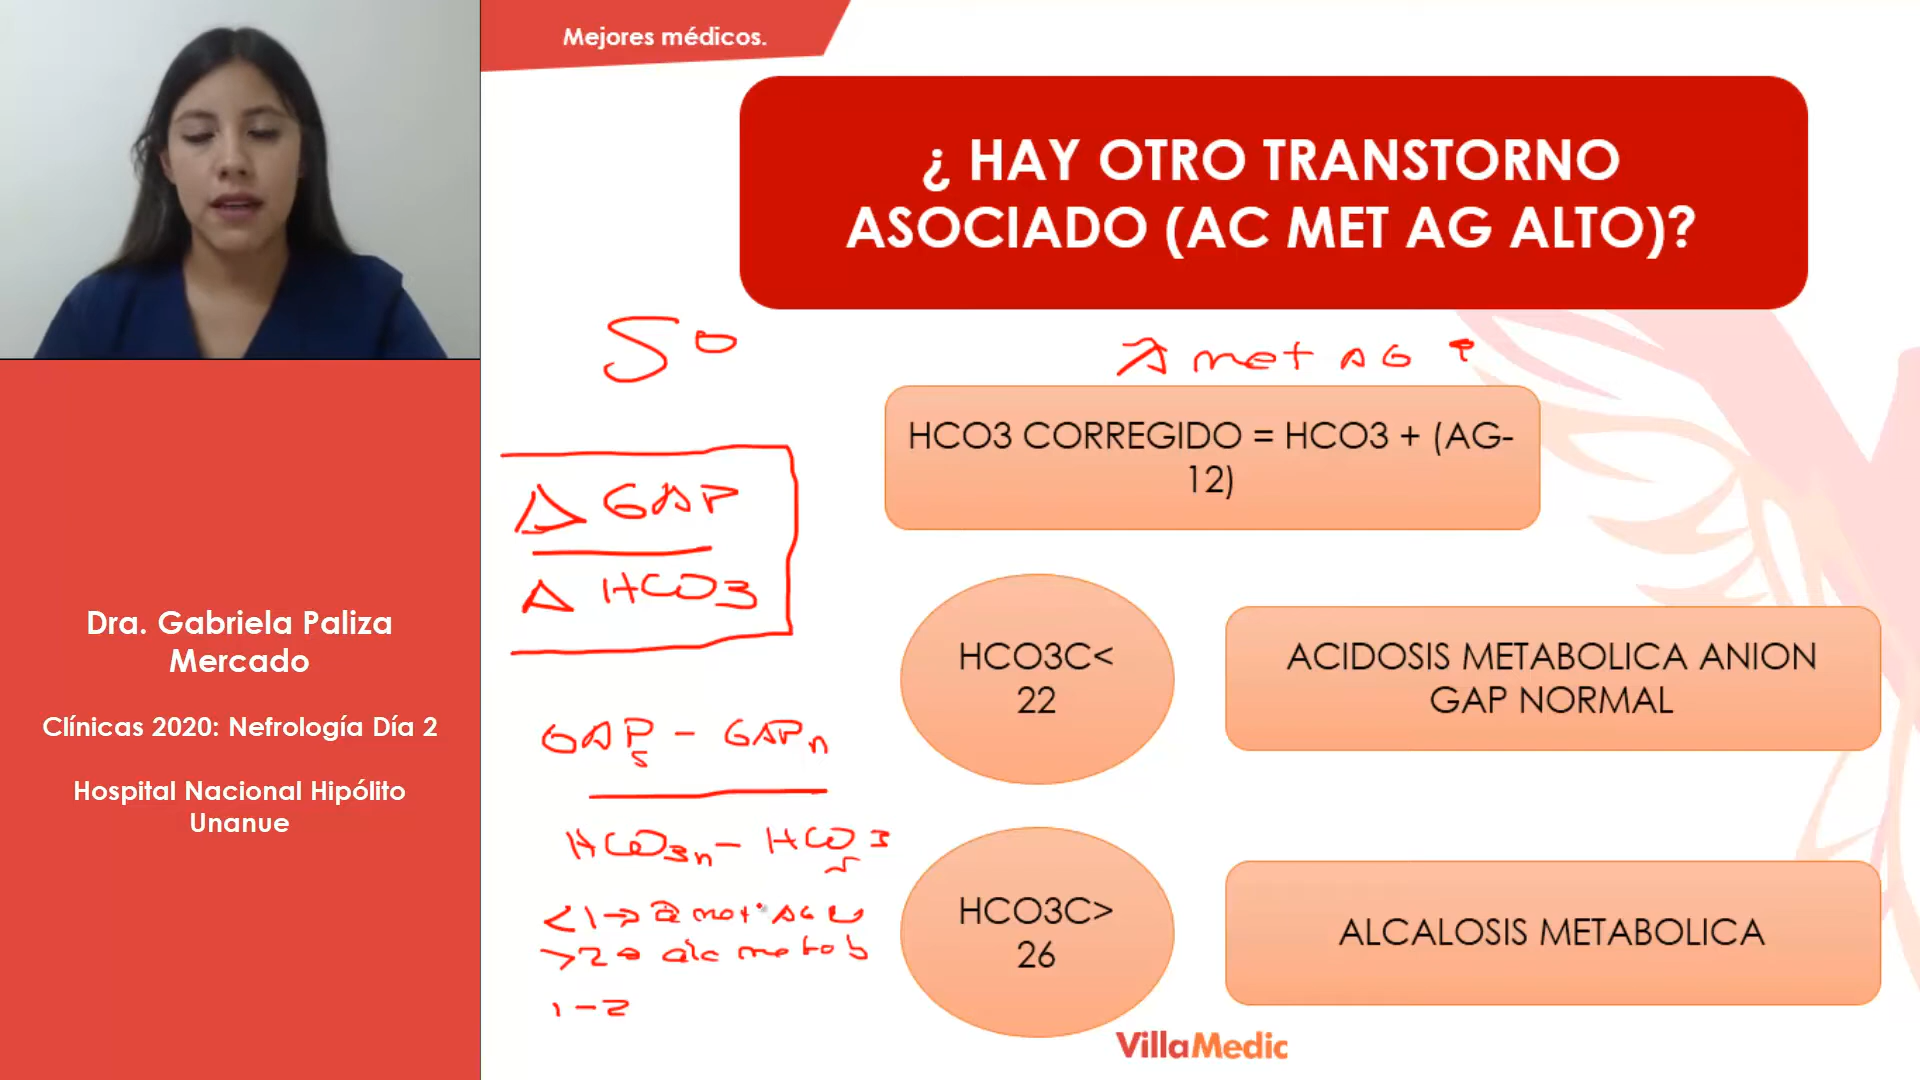 Mejores médicos.
¿ HAY OTRO TRANSTORNO
ASOCIADO (AC MET AG ALTO)?
5º
A met AG ↑
HCO3 CORREGIDO = HCO3 + (AG-
12)
Δ GAP
Δ HCO3
HCO3C<
22
ACIDOSIS METABOLICA ANION
GAP NORMAL
GAPs - GAPn
HCO3n - HCO3s
<1 → a met AG
>2 → alc metab
1-2
HCO3C>
26
ALCALOSIS METABOLICA
VillaMedic
Dra. Gabriela Paliza
Mercado
Clínicas 2020: Nefrología Día 2
Hospital Nacional Hipólito
Unanue